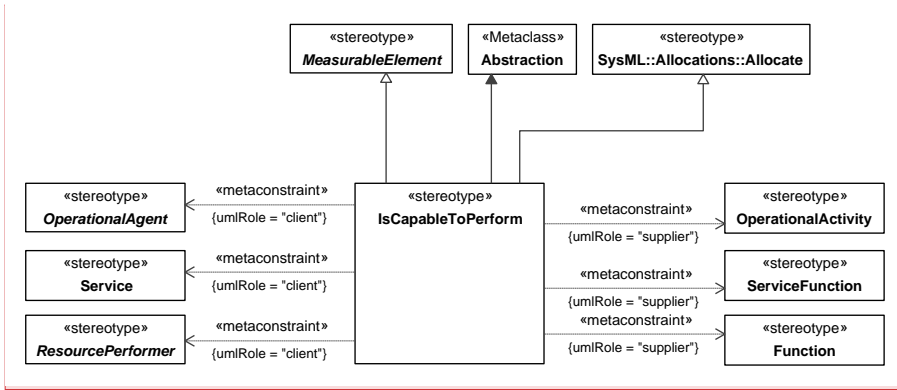 «stereotype»
MeasurableElement
«Metaclass»
Abstraction
«stereotype»
SysML::Allocations::Allocate
«stereotype»
OperationalAgent
«metaconstraint»
{umlRole = "client"}
«stereotype»
IsCapableToPerform
«metaconstraint»
{umlRole = "supplier"}
«stereotype»
OperationalActivity
«stereotype»
Service
«metaconstraint»
{umlRole = "client"}
«metaconstraint»
{umlRole = "supplier"}
«stereotype»
ServiceFunction
«stereotype»
ResourcePerformer
«metaconstraint»
{umlRole = "client"}
«metaconstraint»
{umlRole = "supplier"}
«stereotype»
Function